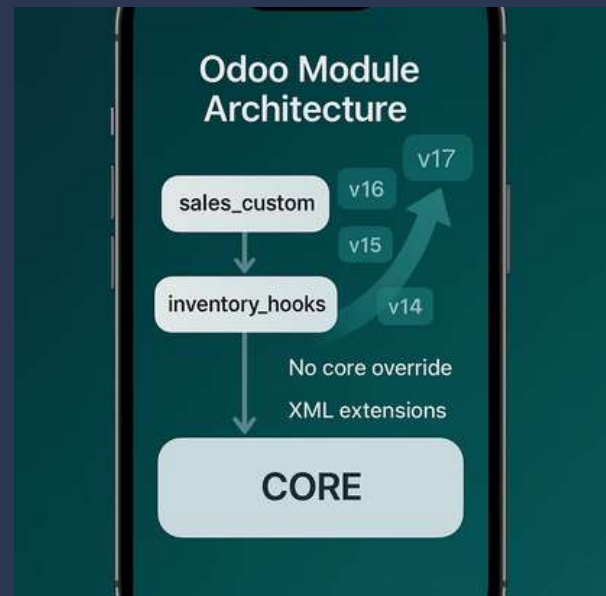 Odoo Module
Architecture
v17
sales_custom
v16
v15
inventory_hooks
v14
No core override
XML extensions
CORE